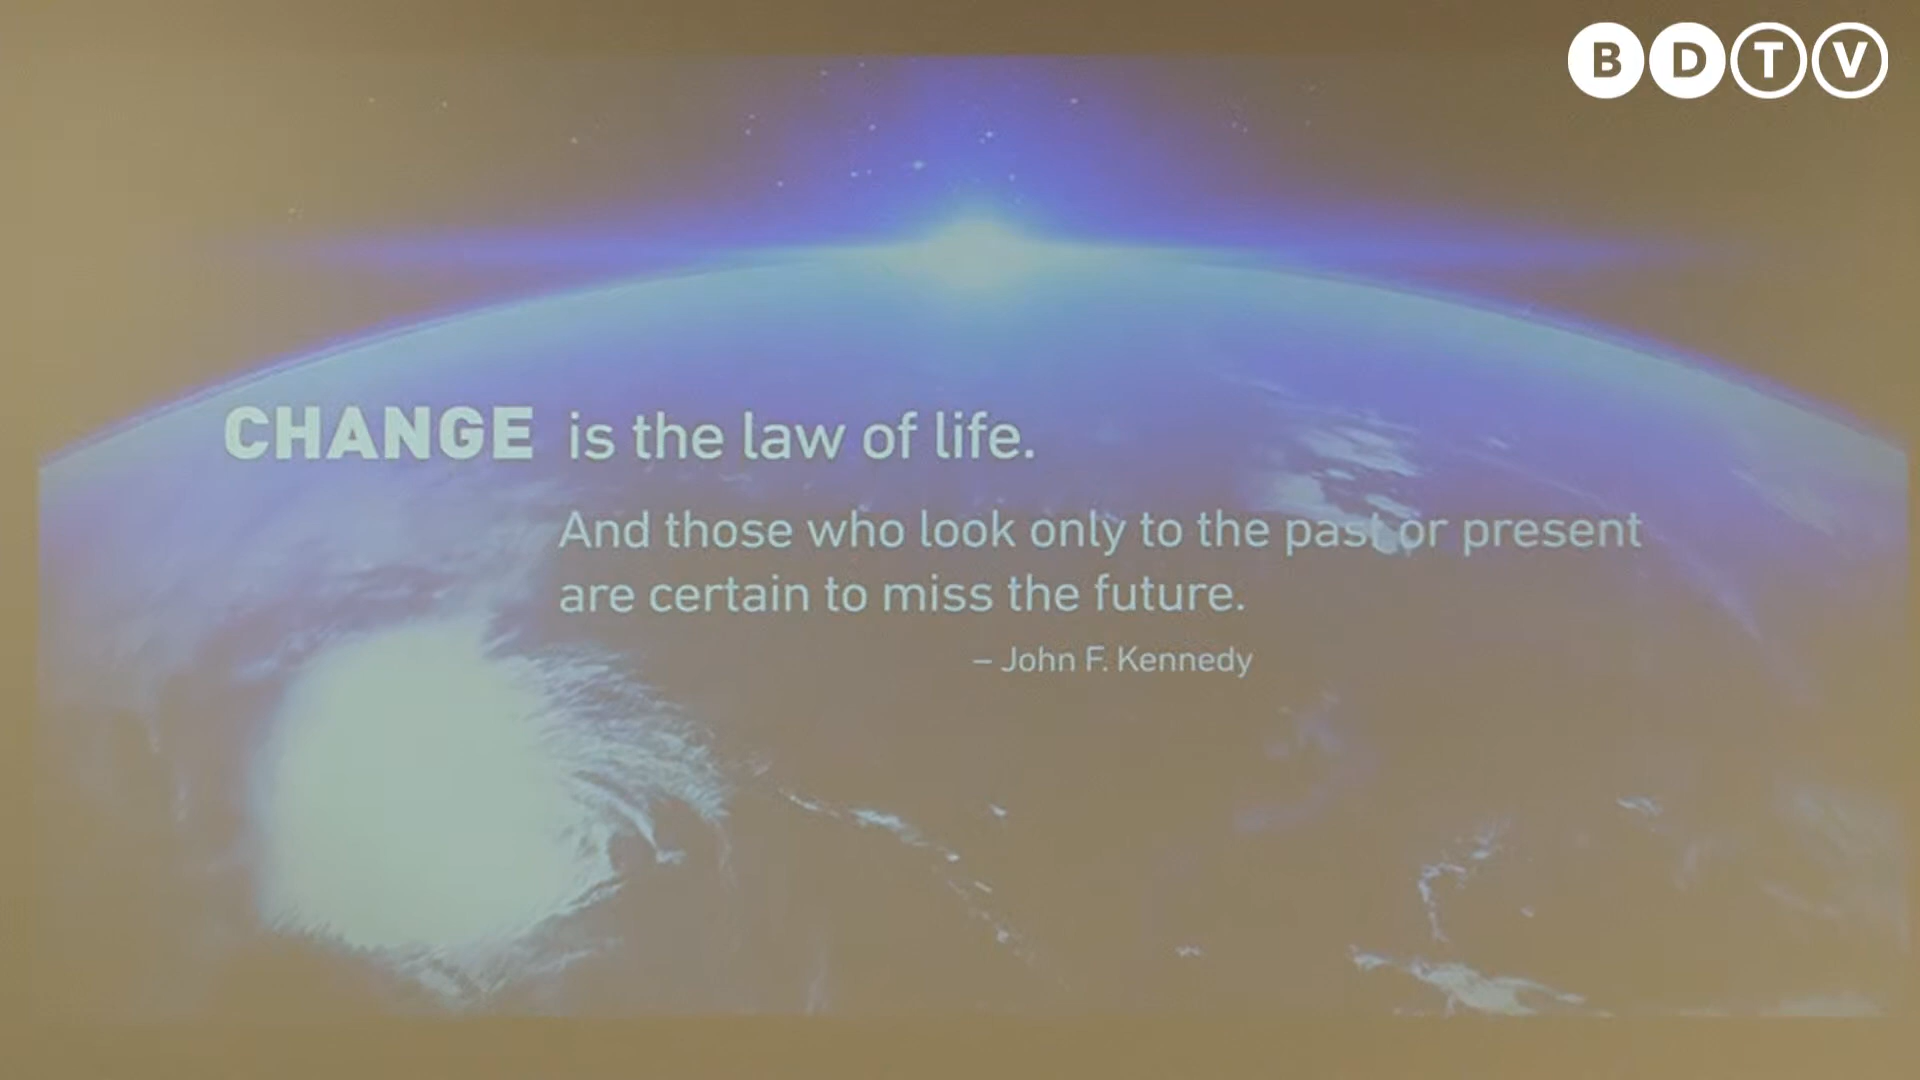 BDTV
CHANGE is the law of life.
And those who look only to the past or present
are certain to miss the future.
– John F. Kennedy